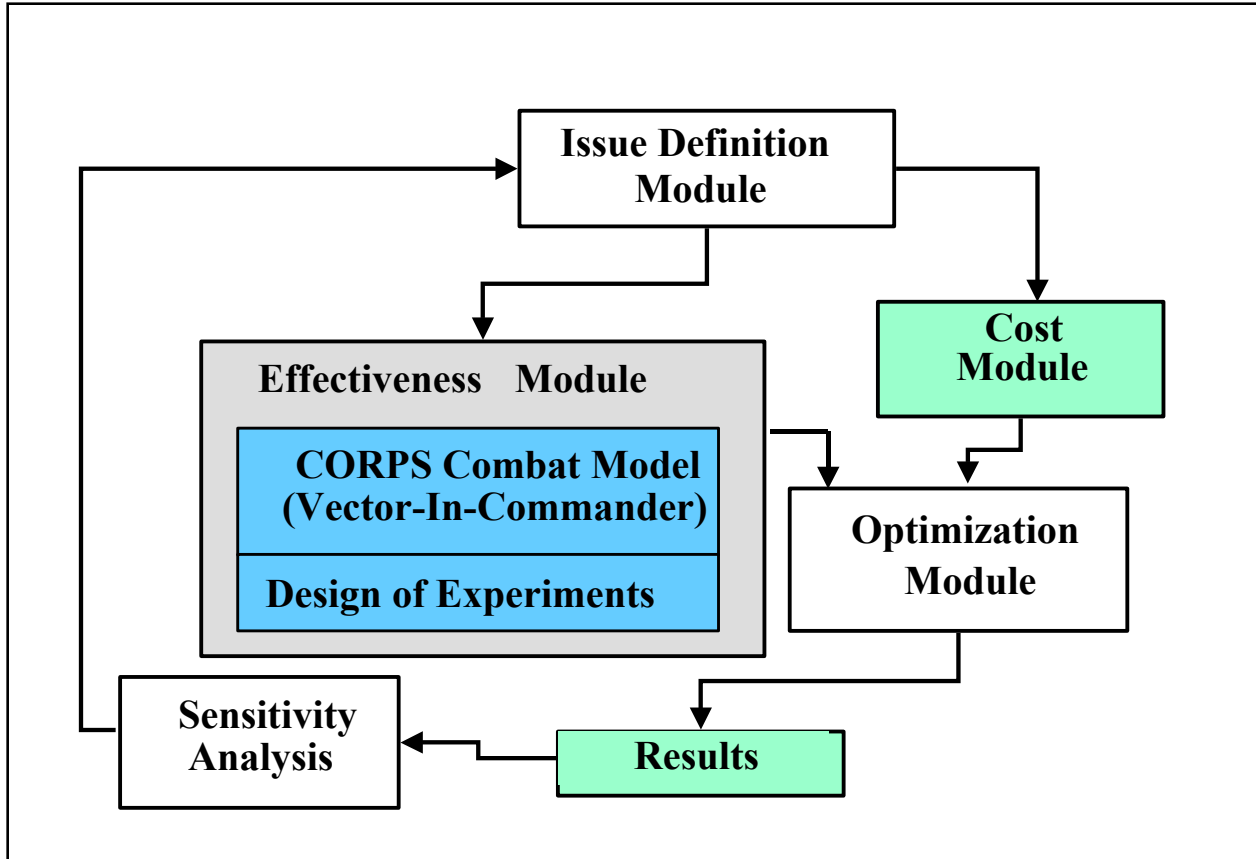 Issue Definition
Module
Cost
Module
Effectiveness Module
CORPS Combat Model
(Vector-In-Commander)
Design of Experiments
Optimization
Module
Sensitivity
Analysis
Results